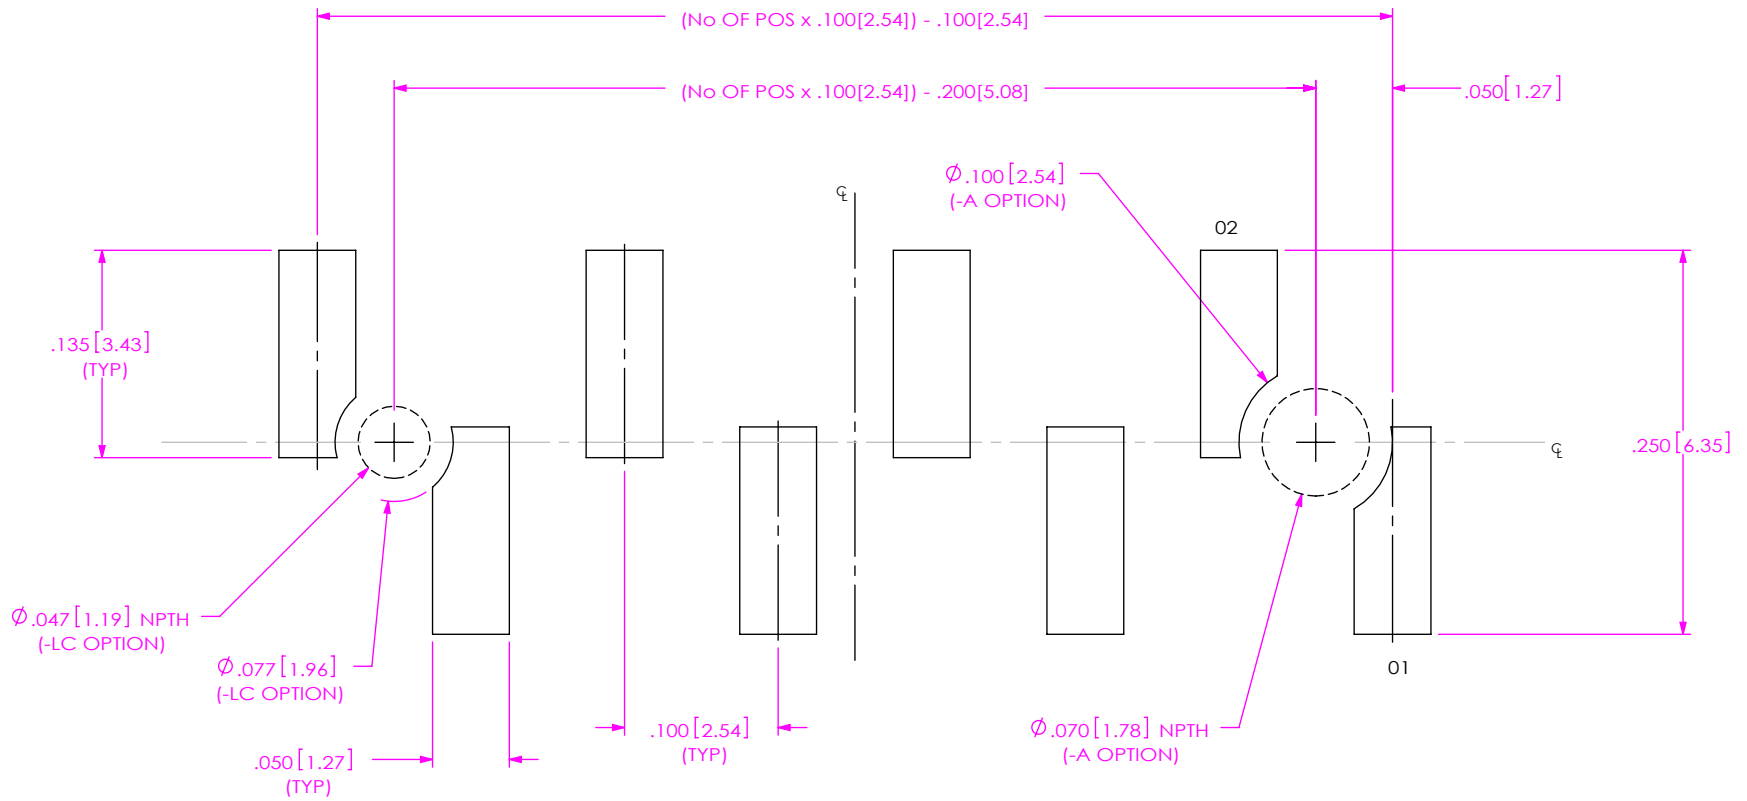 (No OF POS x .100[2.54]) - .100[2.54]
(No OF POS x .100[2.54]) - .200[5.08]
.050[1.27]
Ø.100[2.54]
(-A OPTION)
℄
02
.135[3.43]
(TYP)
.250[6.35]
℄
Ø.047[1.19] NPTH
(-LC OPTION)
Ø.077[1.96]
(-LC OPTION)
01
.100[2.54]
(TYP)
Ø.070[1.78] NPTH
(-A OPTION)
.050[1.27]
(TYP)